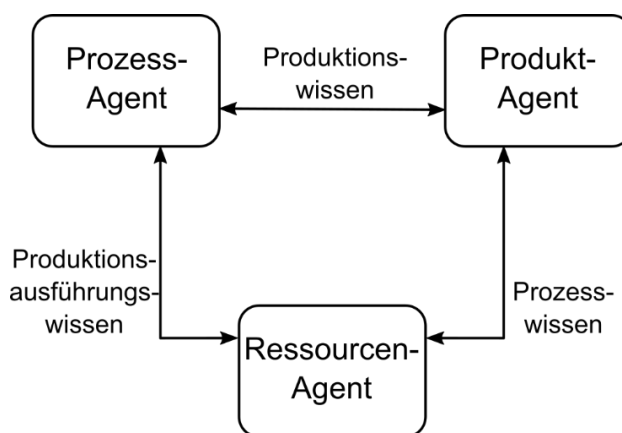 Prozess-
Agent
Produktions-
wissen
Produkt-
Agent
Produktions-
ausführungs-
wissen
Prozess-
wissen
Ressourcen-
Agent